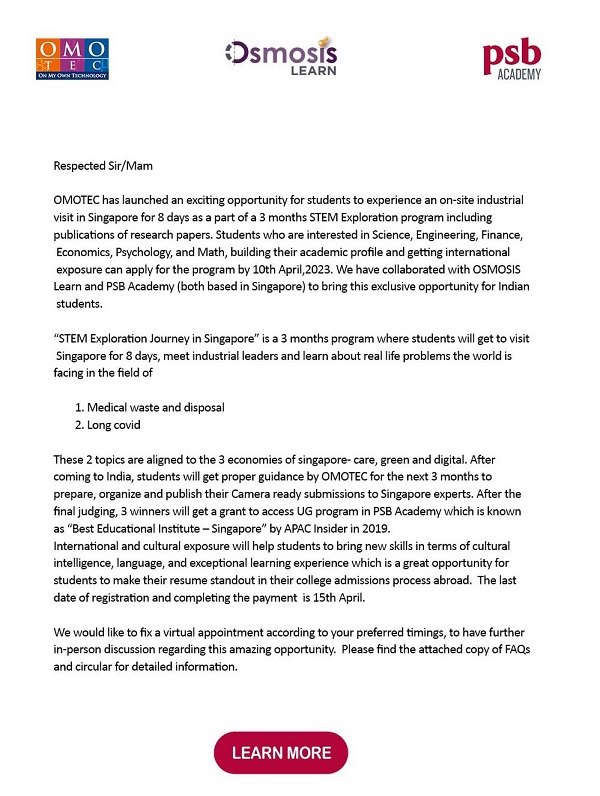 OMO
TEC
ON MY OWN TECHNOLOGY
Osmosis
LEARN
psb
ACADEMY
Respected Sir/Mam
OMOTEC has launched an exciting opportunity for students to experience an on-site industrial
visit in Singapore for 8 days as a part of a 3 months STEM Exploration program including
publications of research papers. Students who are interested in Science, Engineering, Finance,
Economics, Psychology, and Math, building their academic profile and getting international
exposure can apply for the program by 10th April,2023. We have collaborated with OSMOSIS
Learn and PSB Academy (both based in Singapore) to bring this exclusive opportunity for Indian
students.
“STEM Exploration Journey in Singapore” is a 3 months program where students will get to visit
Singapore for 8 days, meet industrial leaders and learn about real life problems the world is
facing in the field of
1. Medical waste and disposal
2. Long covid
These 2 topics are aligned to the 3 economies of singapore- care, green and digital. After
coming to India, students will get proper guidance by OMOTEC for the next 3 months to
prepare, organize and publish their Camera ready submissions to Singapore experts. After the
final judging, 3 winners will get a grant to access UG program in PSB Academy which is known
as “Best Educational Institute – Singapore” by APAC Insider in 2019.
International and cultural exposure will help students to bring new skills in terms of cultural
intelligence, language, and exceptional learning experience which is a great opportunity for
students to make their resume standout in their college admissions process abroad. The last
date of registration and completing the payment is 15th April.
We would like to fix a virtual appointment according to your preferred timings, to have further
in-person discussion regarding this amazing opportunity. Please find the attached copy of FAQs
and circular for detailed information.
LEARN MORE